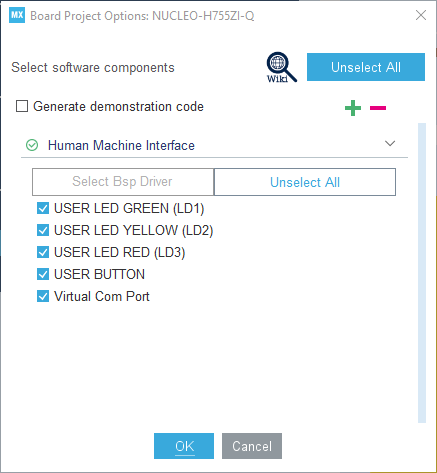 MX Board Project Options: NUCLEO-H755ZI-Q
Select software components
Wiki
Unselect All
Generate demonstration code
Human Machine Interface
Select Bsp Driver
Unselect All
USER LED GREEN (LD1)
USER LED YELLOW (LD2)
USER LED RED (LD3)
USER BUTTON
Virtual Com Port
OK
Cancel